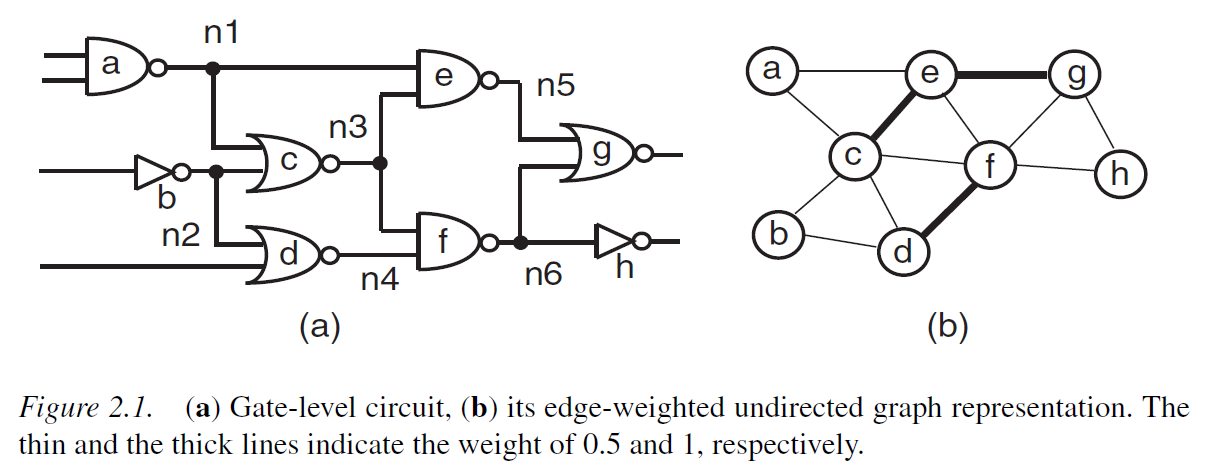 n1
a
e
n5
n3
c
g
b
n2
d
f
n4
n6
h
(a)
a
e
g
c
f
h
b
d
(b)
Figure 2.1. (a) Gate-level circuit, (b) its edge-weighted undirected graph representation. The
thin and the thick lines indicate the weight of 0.5 and 1, respectively.